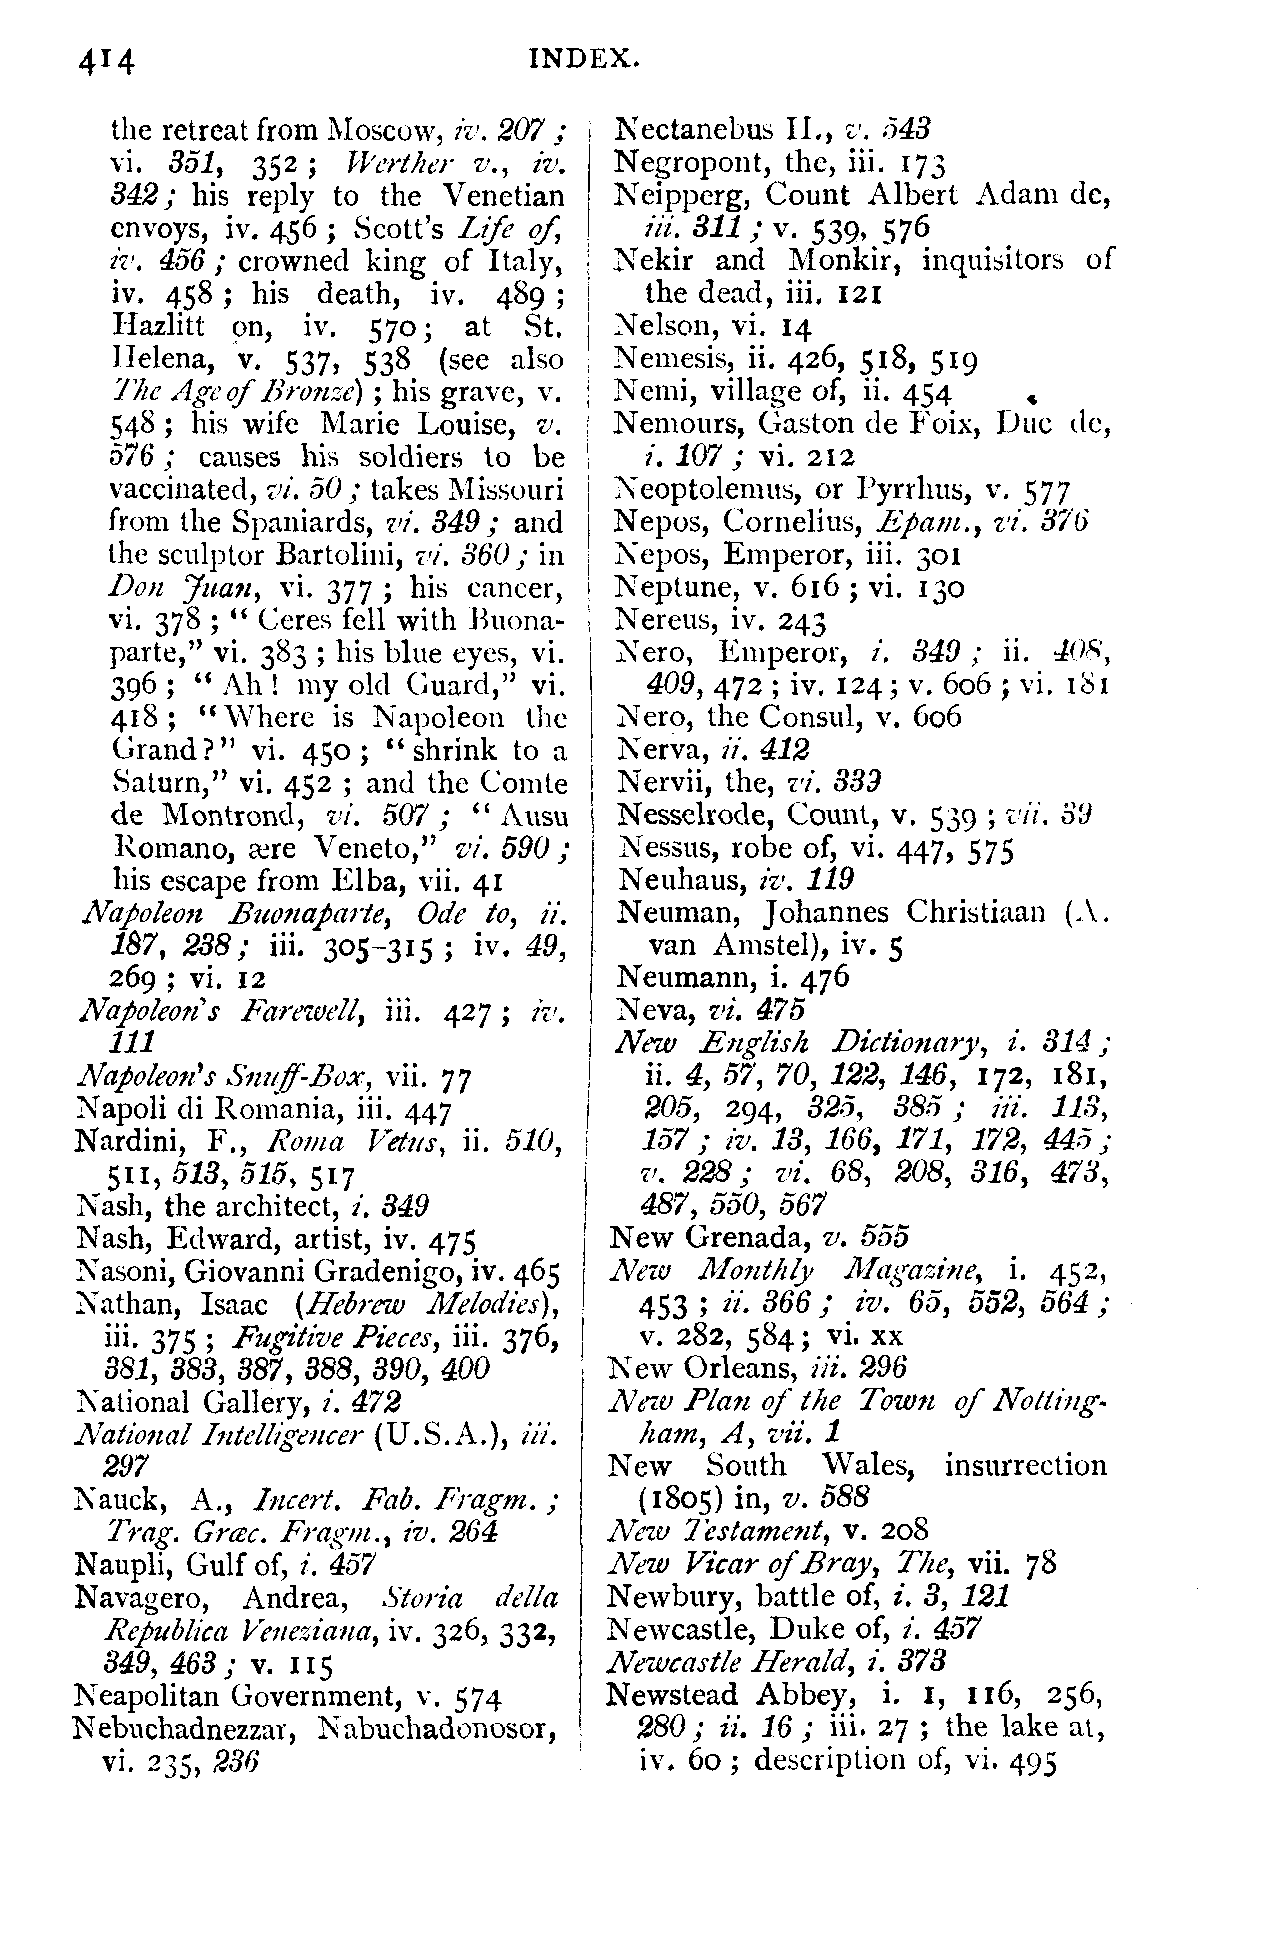 414
INDEX.
the retreat from Moscow, iv. 207 ;
vi. 351, 352 ; Werther v., iv.
342 ; his reply to the Venetian
envoys, iv. 456 ; Scott's Life of,
iv. 456 ; crowned king of Italy,
iv. 458 ; his death, iv. 489 ;
Hazlitt on, iv. 570 ; at St.
Helena, v. 537, 538 (see also
The Age of Bronze) ; his grave, v.
548 ; his wife Marie Louise, v.
576 ; causes his soldiers to be
vaccinated, vi. 50 ; takes Missouri
from the Spaniards, vi. 349 ; and
the sculptor Bartolini, vi. 360 ; in
Don Juan, vi. 377 ; his cancer,
vi. 378 ; " Ceres fell with Buona-
parte," vi. 383 ; his blue eyes, vi.
396 ; " Ah ! my old Guard," vi.
418 ; "Where is Napoleon the
Grand?" vi. 450 ; "shrink to a
Saturn," vi. 452 ; and the Comte
de Montrond, vi. 507 ; " Ausu
Romano, ære Veneto," vi. 590 ;
his escape from Elba, vii. 41
Napoleon Buonaparte, Ode to, ii.
187, 238 ; iii. 305-315 ; iv. 49,
269 ; vi. 12
Napoleon's Farewell, iii. 427 ; iv.
111
Napoleon's Snuff-Box, vii. 77
Napoli di Romania, iii. 447
Nardini, F., Roma Vetus, ii. 510,
511, 513, 515, 517
Nash, the architect, i. 349
Nash, Edward, artist, iv. 475
Nasoni, Giovanni Gradenigo, iv. 465
Nathan, Isaac (Hebrew Melodies),
iii. 375 ; Fugitive Pieces, iii. 376,
381, 383, 387, 388, 390, 400
National Gallery, i. 472
National Intelligencer (U.S.A.), iii.
297
Nauck, A., Incert. Fab. Fragm. ;
Trag. Græc. Fragm., iv. 264
Naupli, Gulf of, i. 457
Navagero, Andrea, Storia della
Republica Veneziana, iv. 326, 332,
349, 463 ; v. 115
Neapolitan Government, v. 574
Nebuchadnezzar, Nabuchadonosor,
vi. 235, 236
Nectanebus II., v. 543
Negropont, the, iii. 173
Neipperg, Count Albert Adam de,
iii. 311 ; v. 539, 576
Nekir and Monkir, inquisitors of
the dead, iii. 121
Nelson, vi. 14
Nemesis, ii. 426, 518, 519
Nemi, village of, ii. 454
Nemours, Gaston de Foix, Duc de,
i. 107 ; vi. 212
Neoptolemus, or Pyrrhus, v. 577
Nepos, Cornelius, Epam., vi. 376
Nepos, Emperor, iii. 301
Neptune, v. 616 ; vi. 130
Nereus, iv. 243
Nero, Emperor, i. 349 ; ii. 408,
409, 472 ; iv. 124 ; v. 606 ; vi. 181
Nero, the Consul, v. 606
Nerva, ii. 412
Nervii, the, vi. 339
Nesselrode, Count, v. 539 ; vii. 39
Nessus, robe of, vi. 447, 575
Neuhaus, iv. 119
Neuman, Johannes Christiaan (A.
van Amstel), iv. 5
Neumann, i. 476
Neva, vi. 475
New English Dictionary, i. 314 ;
ii. 4, 57, 70, 122, 146, 172, 181,
205, 294, 325, 385 ; iii. 113,
157 ; iv. 13, 166, 171, 172, 445 ;
v. 228 ; vi. 68, 208, 316, 473,
487, 550, 567
New Grenada, v. 555
New Monthly Magazine, i. 452,
453 ; ii. 366 ; iv. 65, 552, 564 ;
v. 282, 584 ; vi. xx
New Orleans, iii. 296
New Plan of the Town of Notting-
ham, A, vii. 1
New South Wales, insurrection
(1805) in, v. 588
New Testament, v. 208
New Vicar of Bray, The, vii. 78
Newbury, battle of, i. 3, 121
Newcastle, Duke of, i. 457
Newcastle Herald, i. 373
Newstead Abbey, i. 1, 116, 256,
280 ; ii. 16 ; iii. 27 ; the lake at,
iv. 60 ; description of, vi. 495